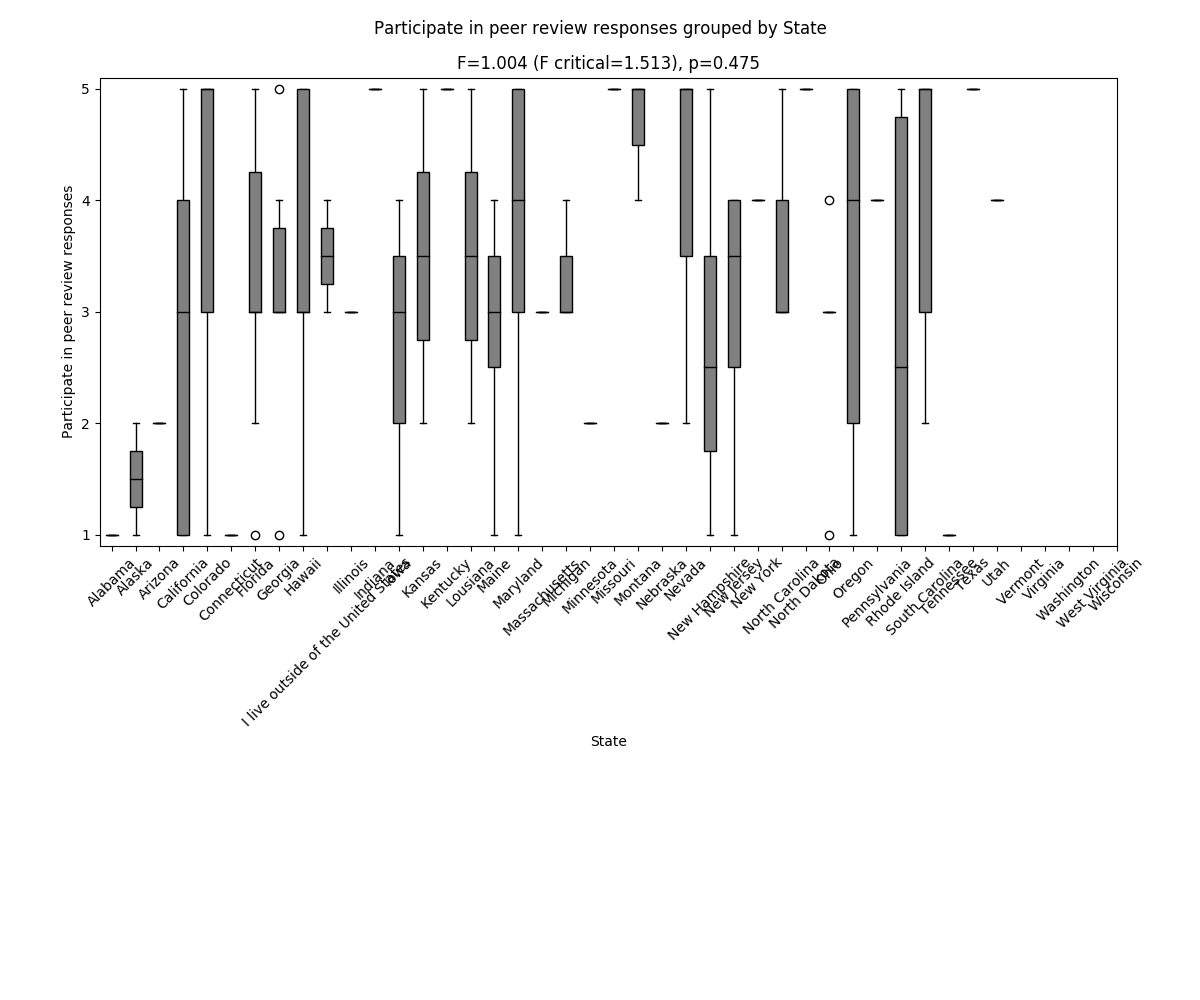 Participate in peer review responses grouped by State
F=1.004 (F critical=1.513), p=0.475
Participate in peer review responses
5
4
3
2
1
Alabama
Alaska
Arizona
California
Colorado
Connecticut
Florida
Georgia
Hawaii
I live outside of the United States
Illinois
Indiana
Iowa
Kansas
Kentucky
Lousiana
Maine
Maryland
Massachusetts
Michigan
Minnesota
Missouri
Montana
Nebraska
Nevada
New Hampshire
New Jersey
New York
North Carolina
North Dakota
Ohio
Oregon
Pennsylvania
Rhode Island
South Carolina
Tennessee
Texas
Utah
Vermont
Virginia
Washington
West Virginia
Wisconsin
State